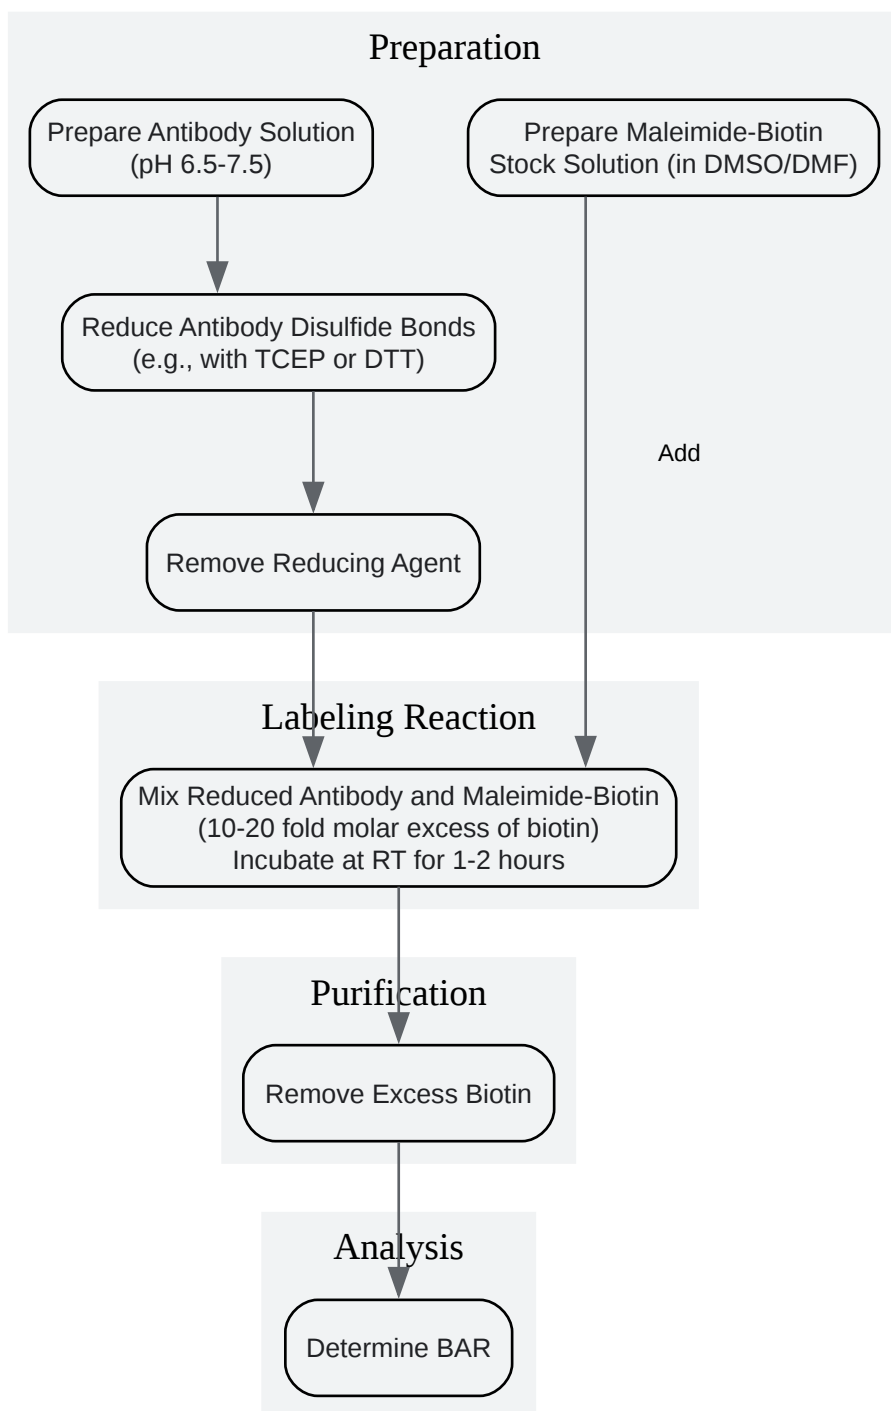 Preparation
Prepare Antibody Solution
(pH 6.5-7.5)
Prepare Maleimide-Biotin
Stock Solution (in DMSO/DMF)
Reduce Antibody Disulfide Bonds
(e.g., with TCEP or DTT)
Add
Remove Reducing Agent
Labeling Reaction
Mix Reduced Antibody and Maleimide-Biotin
(10-20 fold molar excess of biotin)
Incubate at RT for 1-2 hours
Purification
Remove Excess Biotin
Analysis
Determine BAR